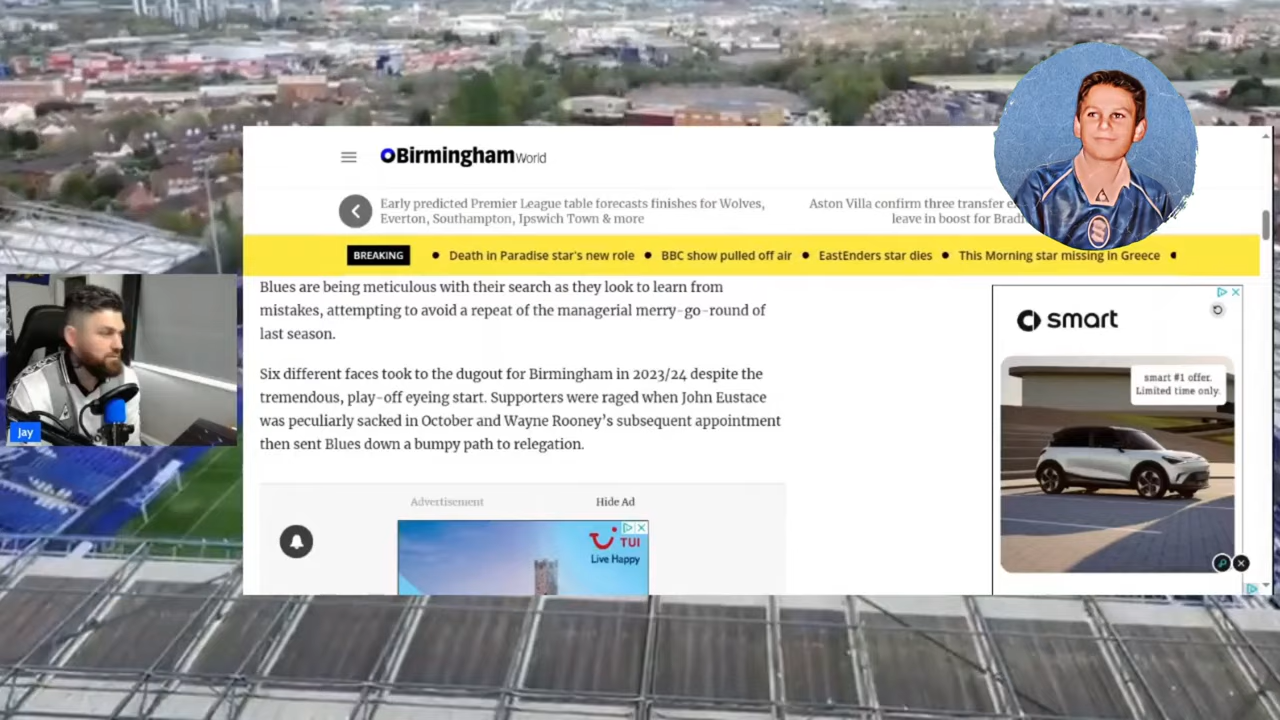 Birmingham World
Early predicted Premier League table forecasts finishes for Wolves,
Everton, Southampton, Ipswich Town & more
Aston Villa confirm three transfer
leave in boost for
BREAKING
• Death in Paradise star's new role • BBC show pulled off air • EastEnders star dies • This Morning star missing in Greece
Blues are being meticulous with their search as they look to learn from
mistakes, attempting to avoid a repeat of the managerial merry-go-round of
last season.
Six different faces took to the dugout for Birmingham in 2023/24 despite the
tremendous, play-off eyeing start. Supporters were raged when John Eustace
was peculiarly sacked in October and Wayne Rooney's subsequent appointment
then sent Blues down a bumpy path to relegation.
Advertisement
Hide Ad
TUI
Live Happy
smart
smart #1 offer.
Limited time only.
Jay